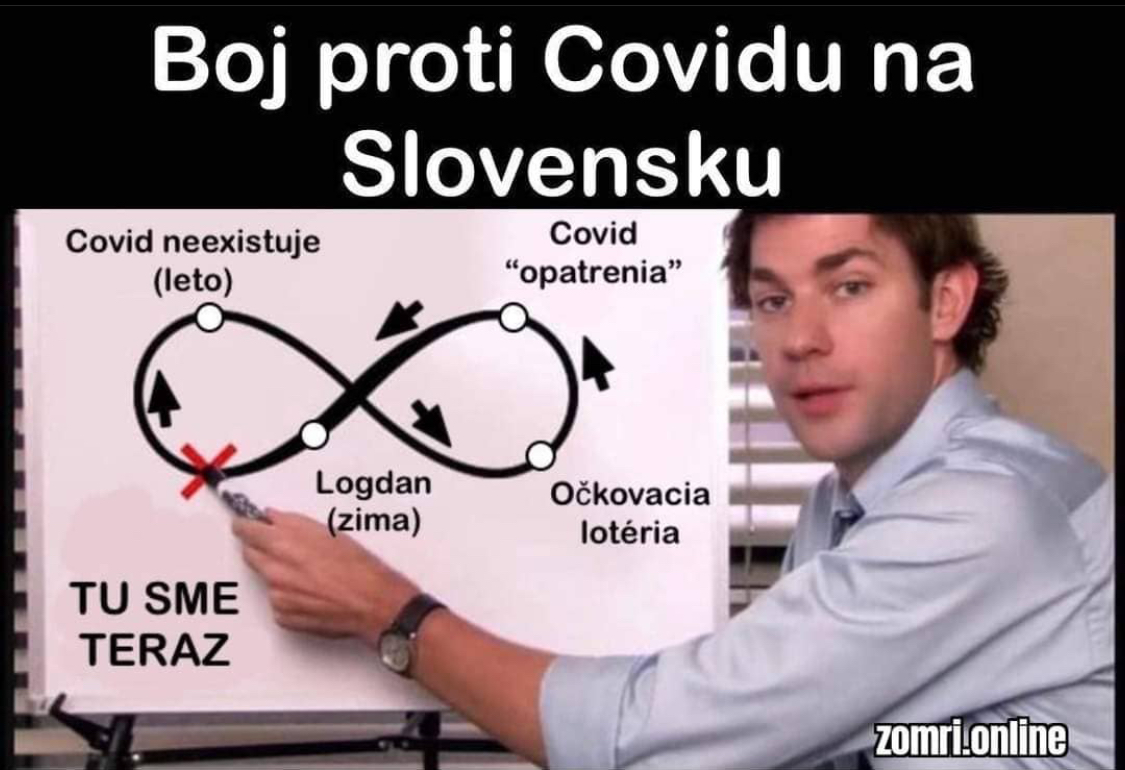 Boj proti Covidu na
Slovensku
Covid neexistuje
(leto)
Covid
“opatrenia”
Logdan
(zima)
Očkovacia
lotéria
TU SME
TERAZ
zomri.online